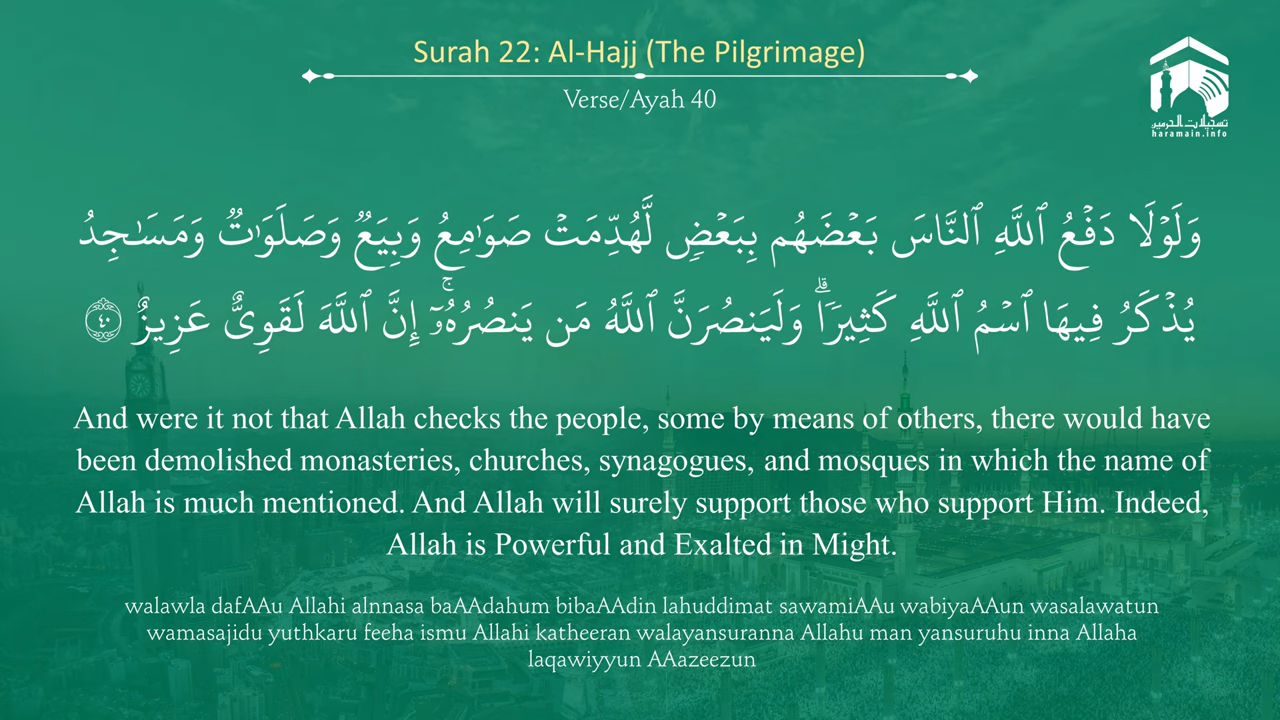 Surah 22: Al-Hajj (The Pilgrimage)
Verse/Ayah 40
تسجيلات الحرمين
haramain.info
وَلَوۡلَا دَفۡعُ ٱللَّهِ ٱلنَّاسَ بَعۡضَهُم بِبَعۡضٖ لَّهُدِّمَتۡ صَوَٰمِعُ وَبِيَعٞ وَصَلَوَٰتٞ وَمَسَٰجِدُ
يُذۡكَرُ فِيهَا ٱسۡمُ ٱللَّهِ كَثِيرٗاۗ وَلَيَنصُرَنَّ ٱللَّهُ مَن يَنصُرُهُۥٓۚ إِنَّ ٱللَّهَ لَقَوِيٌّ عَزِيزٌ ٤٠
And were it not that Allah checks the people, some by means of others, there would have
been demolished monasteries, churches, synagogues, and mosques in which the name of
Allah is much mentioned. And Allah will surely support those who support Him. Indeed,
Allah is Powerful and Exalted in Might.
walawla dafAAu Allahi alnnasa baAAdahum bibaAAdin lahuddimat sawamiAAu wabiyaAAun wasalawatun
wamasajidu yuthkaru feeha ismu Allahi katheeran walayansuranna Allahu man yansuruhu inna Allaha
laqawiyyun AAazeezun